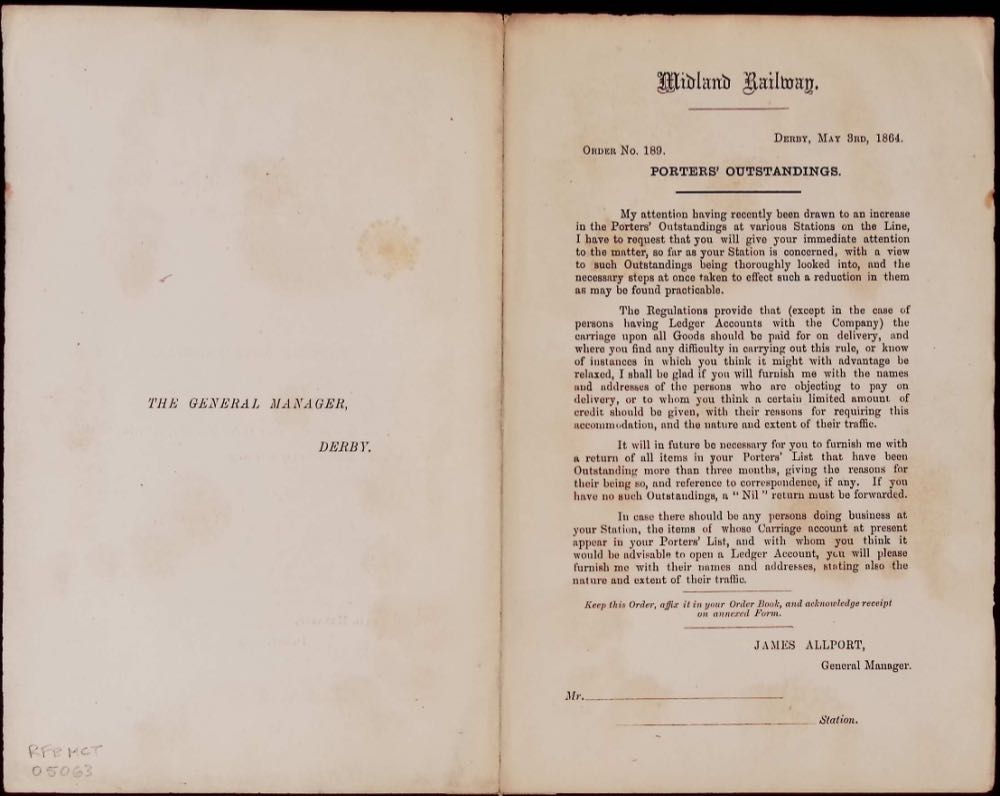 THE GENERAL MANAGER,
DERBY.
RFB MGT
05063
Midland Railway.
DERBY, MAY 3RD, 1864.
ORDER No. 189.
PORTERS' OUTSTANDINGS.
My attention having recently been drawn to an increase
in the Porters' Outstandings at various Stations on the Line,
I have to request that you will give your immediate attention
to the matter, so far as your Station is concerned, with a view
to such Outstandings being thoroughly looked into, and the
necessary steps at once taken to effect such a reduction in them
as may be found practicable.
The Regulations provide that (except in the case of
persons having Ledger Accounts with the Company) the
carriage upon all Goods should be paid for on delivery, and
where you find any difficulty in carrying out this rule, or know
of instances in which you think it might with advantage be
relaxed, I shall be glad if you will furnish me with the names
and addresses of the persons who are objecting to pay on
delivery, or to whom you think a certain limited amount of
credit should be given, with their reasons for requiring this
accommodation, and the nature and extent of their traffic.
It will in future be necessary for you to furnish me with
a return of all items in your Porters' List that have been
Outstanding more than three months, giving the reasons for
their being so, and reference to correspondence, if any. If you
have no such Outstandings, a "Nil" return must be forwarded.
In case there should be any persons doing business at
your Station, the items of whose Carriage account at present
appear in your Porters' List, and with whom you think it
would be advisable to open a Ledger Account, you will please
furnish me with their names and addresses, stating also the
nature and extent of their traffic.
Keep this Order, affix it in your Order Book, and acknowledge receipt
on annexed Form.
JAMES ALLPORT,
General Manager.
Mr.
Station.